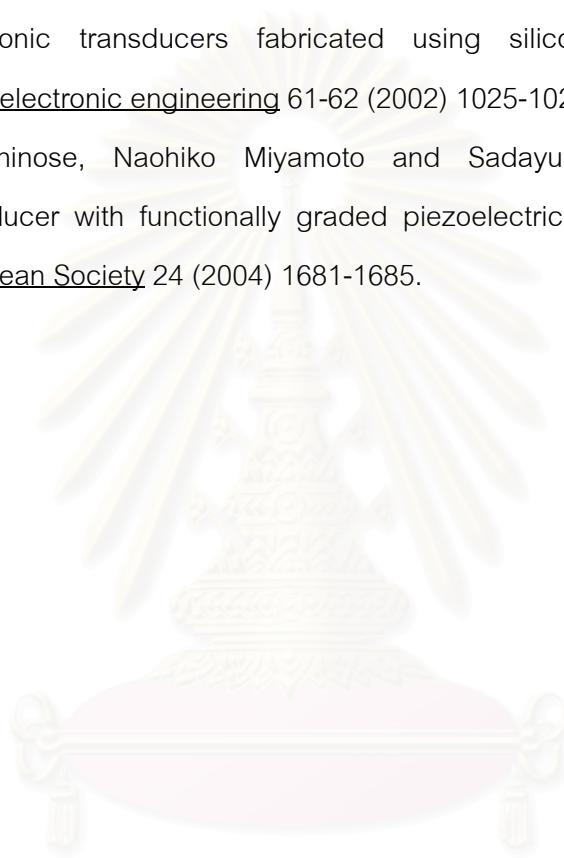 onic transducers fabricated using silico
electronic engineering 61-62 (2002) 1025-102
hinose, Naohiko Miyamoto and Sadayu
ducer with functionally graded piezoelectric
ean Society 24 (2004) 1681-1685.